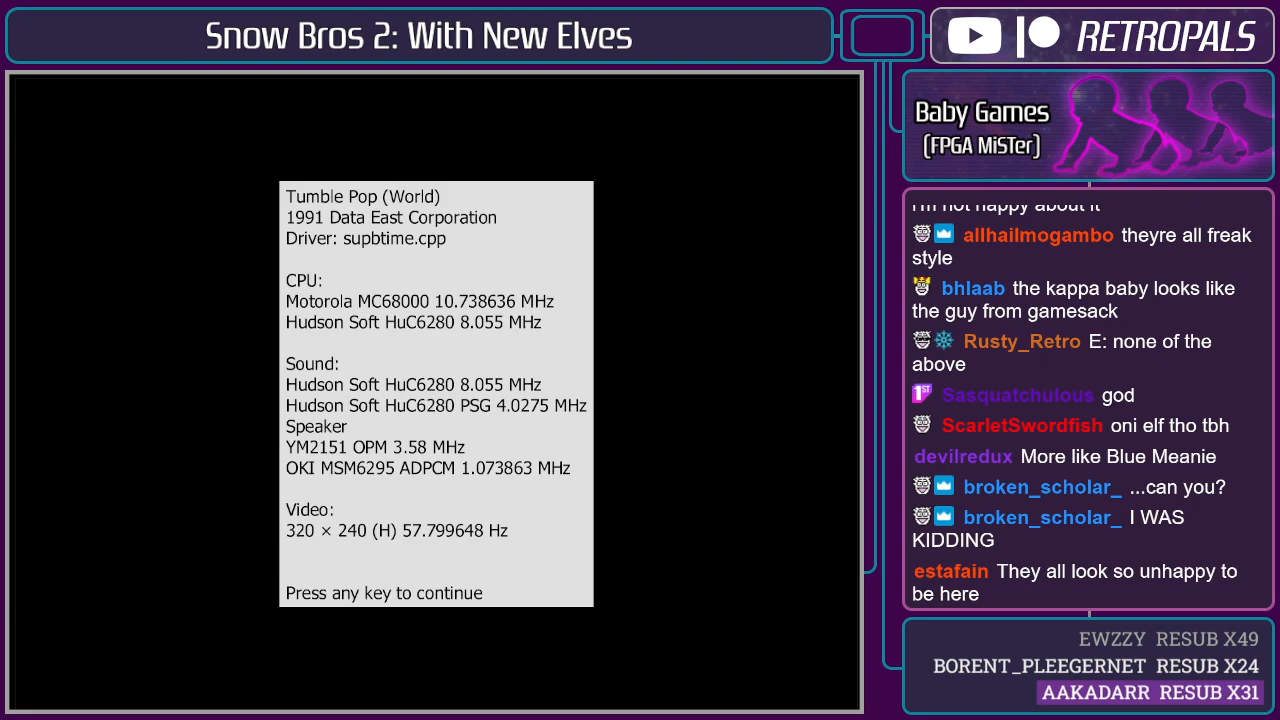 Snow Bros 2: With New Elves
RETROPALS
Baby Games
(FPGA MiSTer)
Tumble Pop (World)
1991 Data East Corporation
Driver: supbtime.cpp
CPU:
Motorola MC68000 10.738636 MHz
Hudson Soft HuC6280 8.055 MHz
Sound:
Hudson Soft HuC6280 8.055 MHz
Hudson Soft HuC6280 PSG 4.0275 MHz
Speaker
YM2151 OPM 3.58 MHz
OKI MSM6295 ADPCM 1.073863 MHz
Video:
320 × 240 (H) 57.799648 Hz
Press any key to continue
I'm not happy about it
allhailmogambo theyre all freak
style
bhlaab the kappa baby looks like
the guy from gamesack
Rusty_Retro E: none of the
above
1ST Sasquatchulous god
ScarletSwordfish oni elf tho tbh
devilredux More like Blue Meanie
broken_scholar_ ...can you?
broken_scholar_ I WAS
KIDDING
estafain They all look so unhappy to
be here
EWZZY RESUB X49
BORENT_PLEEGERNET RESUB X24
AAKADARR RESUB X31